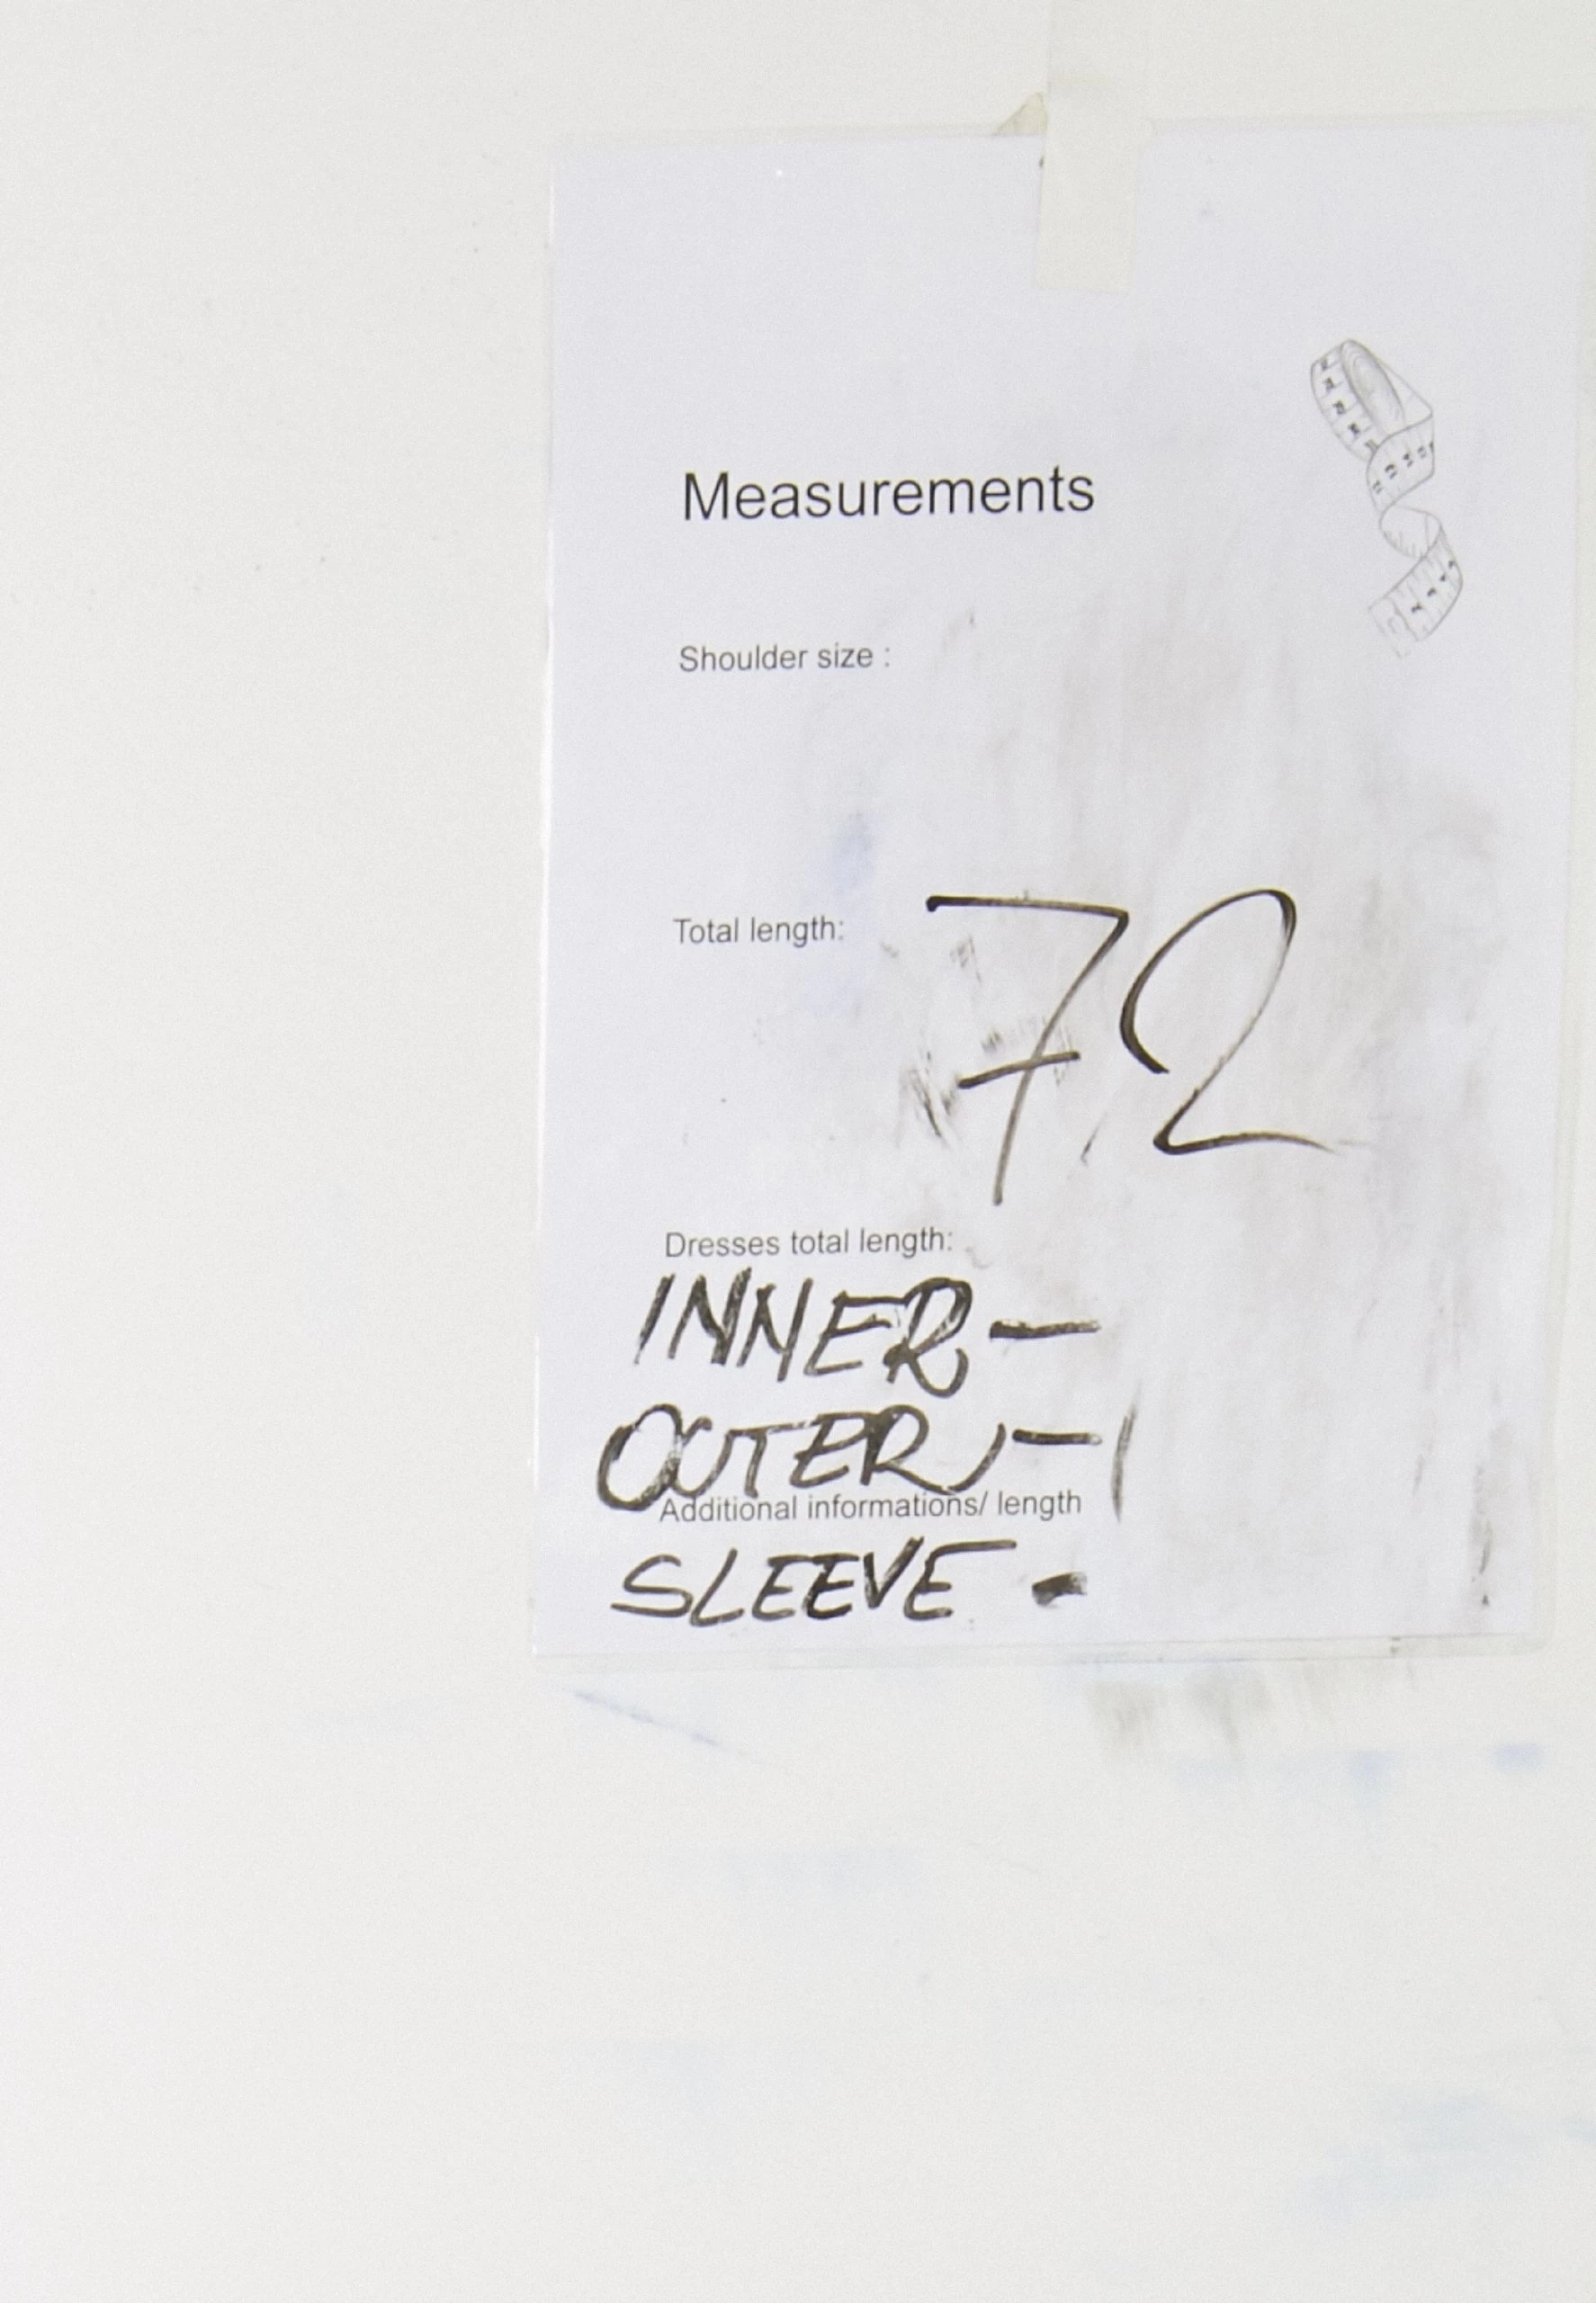 Measurements
Shoulder size :
Total length: 72
Dresses total length:
INNER-
OUTER-
Additional informations/ length
SLEEVE -